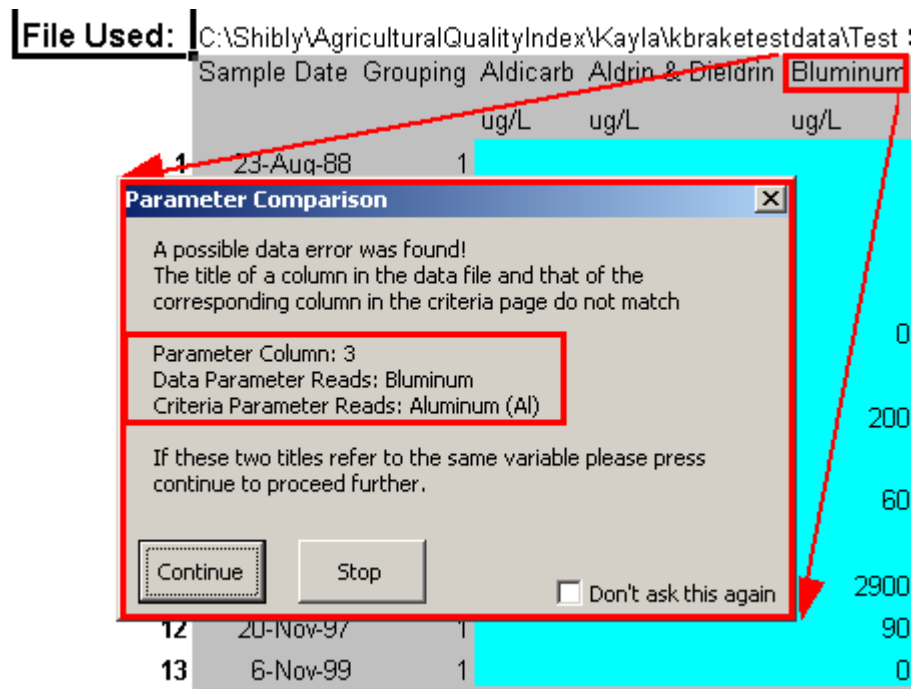 File Used: C:\Shibly\AgriculturalQualityIndex\Kayla\kbraketestdata\Test
Sample Date Grouping Aldicarb Aldrin & Dieldrin Bluminum
ug/L ug/L ug/L
1 23-Aug-88 1
Parameter Comparison
A possible data error was found!
The title of a column in the data file and that of the
corresponding column in the criteria page do not match
0
Parameter Column: 3
Data Parameter Reads: Bluminum
Criteria Parameter Reads: Aluminum (Al)
200
If these two titles refer to the same variable please press
continue to proceed further.
60
Continue Stop
Don't ask this again
2900
12 20-Nov-97 1 90
13 6-Nov-99 1 0